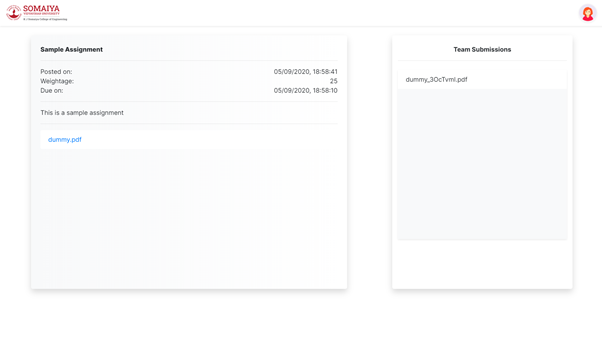 SOMAIYA
VIDYAVIHAR UNIVERSITY
K J Somaiya College of Engineering
Sample Assignment
Posted on: 05/09/2020, 18:58:41
Weightage: 25
Due on: 05/09/2020, 18:58:10
This is a sample assignment
dummy.pdf
Team Submissions
dummy_3OcTvml.pdf